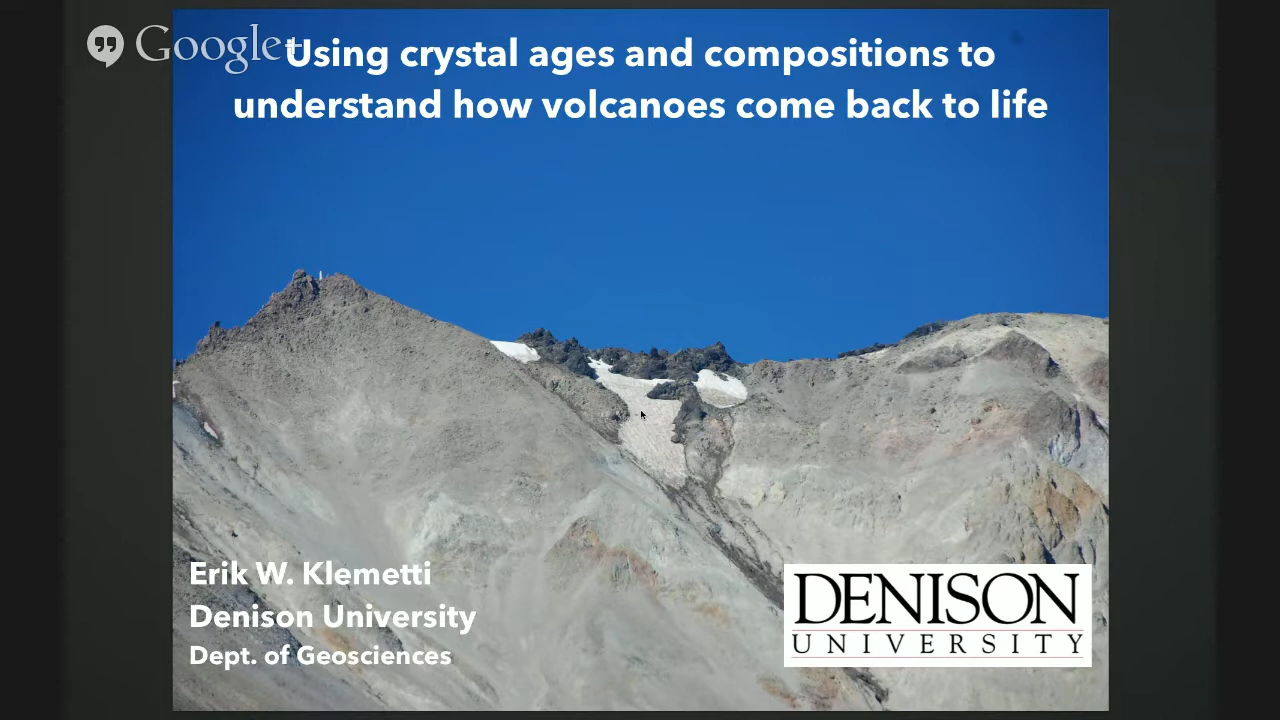 Google+
Using crystal ages and compositions to
understand how volcanoes come back to life
Erik W. Klemetti
Denison University
Dept. of Geosciences
DENISON
UNIVERSITY